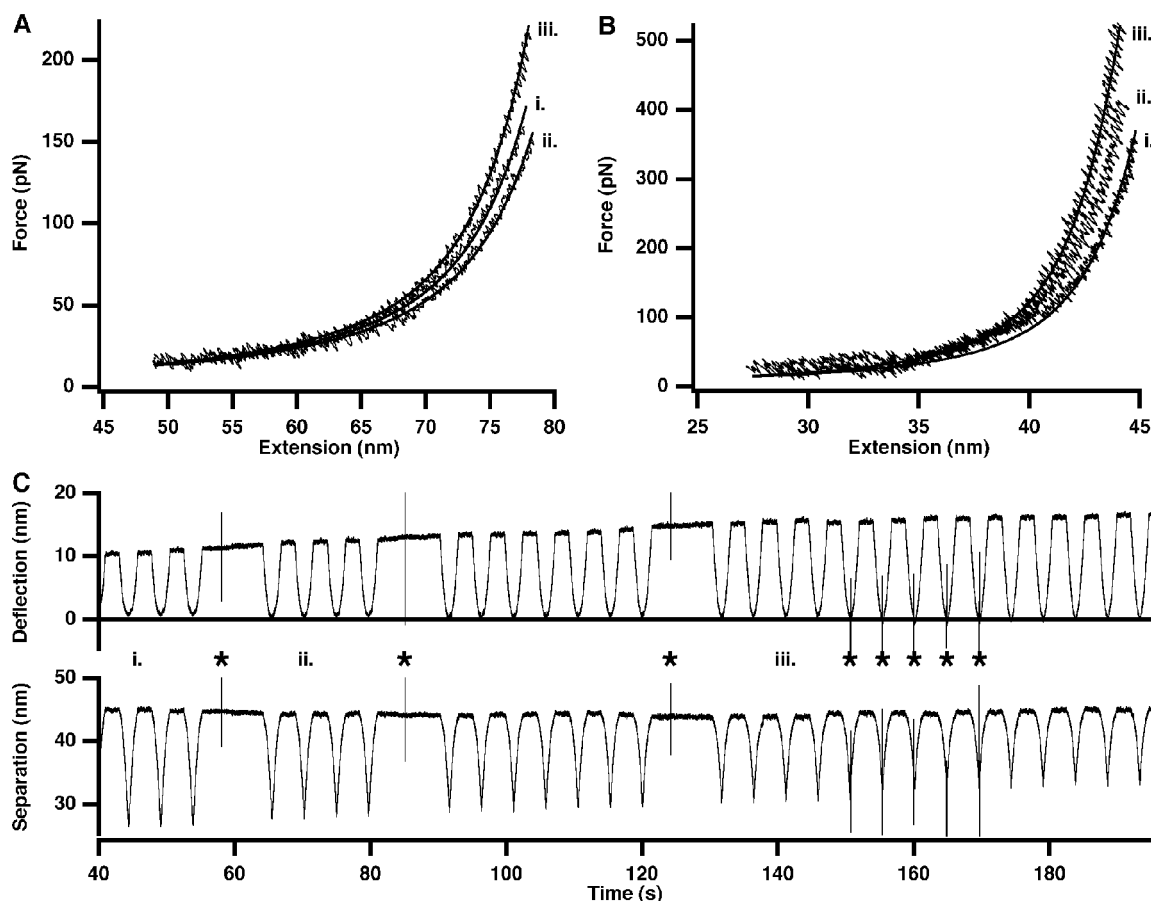 A
iii.
i.
ii.
200
150
100
50
0
Force (pN)
45 50 55 60 65 70 75 80
Extension (nm)
B
iii.
ii.
i.
500
400
300
200
100
0
Force (pN)
25 30 35 40 45
Extension (nm)
C
20
10
0
Deflection (nm)
i. * ii. * * iii. * * * * *
50
40
30
Separation (nm)
40 60 80 100 120 140 160 180
Time (s)